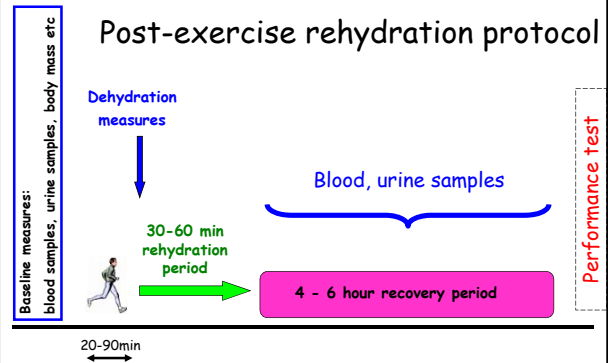 Post-exercise rehydration protocol
Baseline measures:
blood samples, urine samples, body mass etc
Dehydration
measures
30-60 min
rehydration
period
Blood, urine samples
4 - 6 hour recovery period
Performance test
20-90min